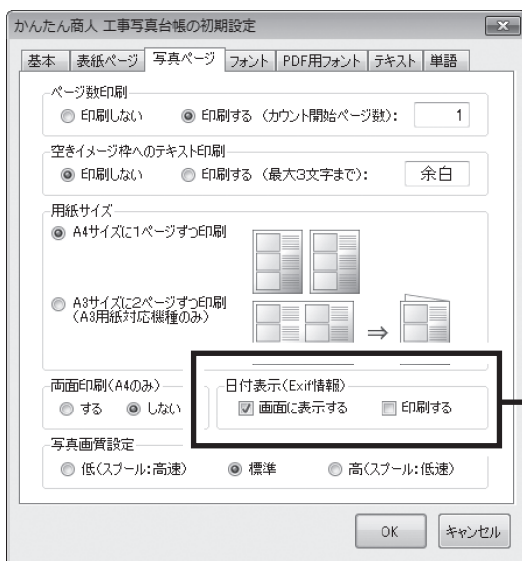 かんたん商人 工事写真台帳の初期設定
基本 表紙ページ 写真ページ フォント PDF用フォント テキスト 単語
ページ数印刷
印刷しない 印刷する (カウント開始ページ数): 1
空きイメージ枠へのテキスト印刷
印刷しない 印刷する (最大3文字まで): 余白
用紙サイズ
A4サイズに1ページずつ印刷
A3サイズに2ページずつ印刷
(A3用紙対応機種のみ)
両面印刷(A4のみ) 日付表示(Exif情報)
する しない 画面に表示する 印刷する
写真画質設定
低(スプール:高速) 標準 高(スプール:低速)
OK キャンセル